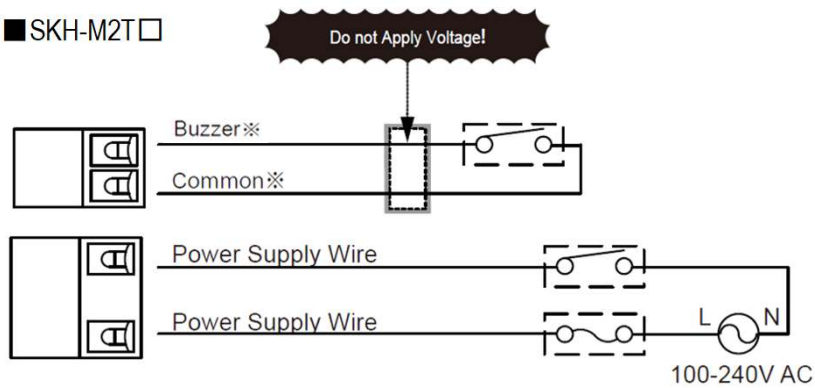 ■SKH-M2T□
Do not Apply Voltage!
Buzzer※
Common※
Power Supply Wire
Power Supply Wire
L N
100-240V AC